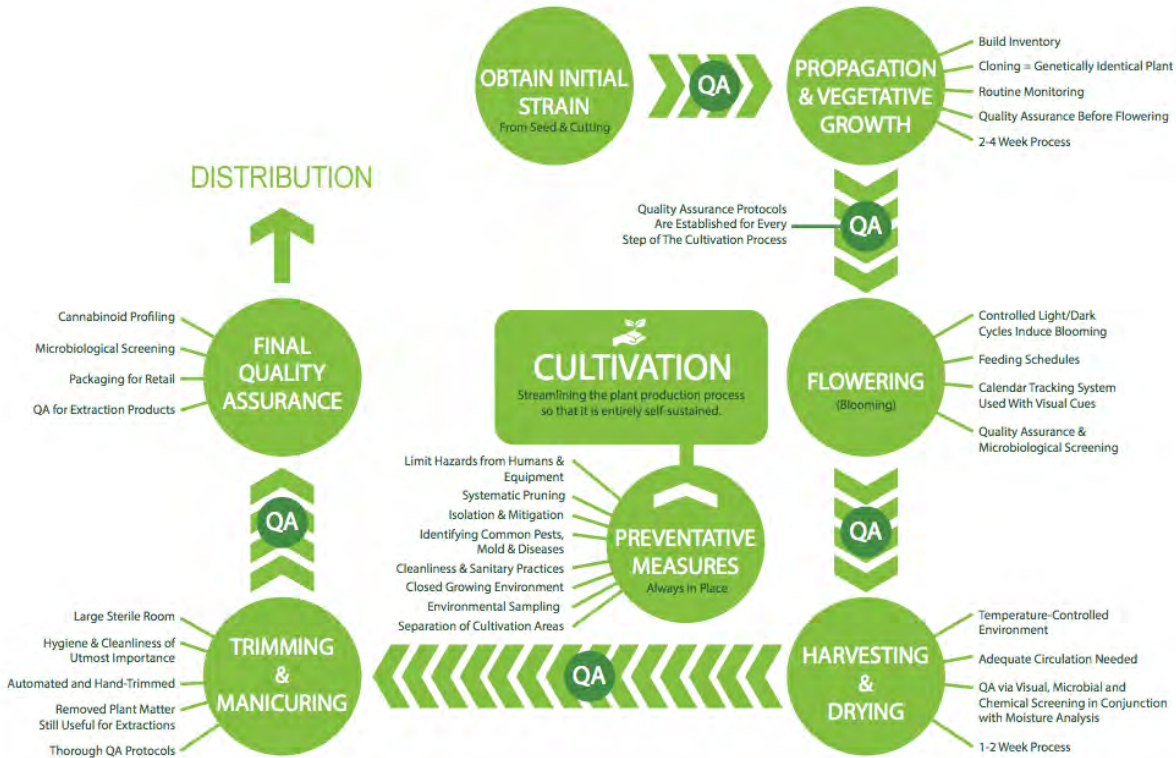 OBTAIN INITIAL
STRAIN
From Seed & Cutting
QA
PROPAGATION
& VEGETATIVE
GROWTH
Build Inventory
Cloning = Genetically Identical Plant
Routine Monitoring
Quality Assurance Before Flowering
2-4 Week Process
Quality Assurance Protocols
Are Established for Every
Step of The Cultivation Process
QA
FLOWERING
(Blooming)
Controlled Light/Dark
Cycles Induce Blooming
Feeding Schedules
Calendar Tracking System
Used With Visual Cues
Quality Assurance &
Microbiological Screening
QA
HARVESTING
&
DRYING
Temperature-Controlled
Environment
Adequate Circulation Needed
QA via Visual, Microbial and
Chemical Screening in Conjunction
with Moisture Analysis
1-2 Week Process
QA
TRIMMING
&
MANICURING
Large Sterile Room
Hygiene & Cleanliness of
Utmost Importance
Automated and Hand-Trimmed
Removed Plant Matter
Still Useful for Extractions
Thorough QA Protocols
QA
FINAL
QUALITY
ASSURANCE
Cannabinoid Profiling
Microbiological Screening
Packaging for Retail
QA for Extraction Products
DISTRIBUTION
CULTIVATION
Streamlining the plant production process
so that it is entirely self-sustained.
PREVENTATIVE
MEASURES
Always in Place
Limit Hazards from Humans &
Equipment
Systematic Pruning
Isolation & Mitigation
Identifying Common Pests,
Mold & Diseases
Cleanliness & Sanitary Practices
Closed Growing Environment
Environmental Sampling
Separation of Cultivation Areas